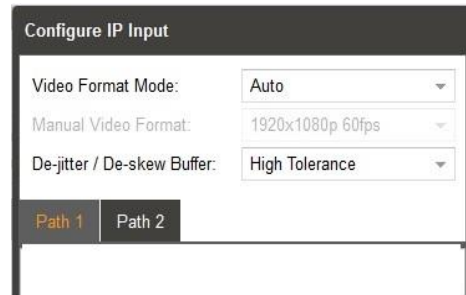 Configure IP Input
Video Format Mode: Auto
Manual Video Format: 1920x1080p 60fps
De-jitter / De-skew Buffer: High Tolerance
Path 1 Path 2